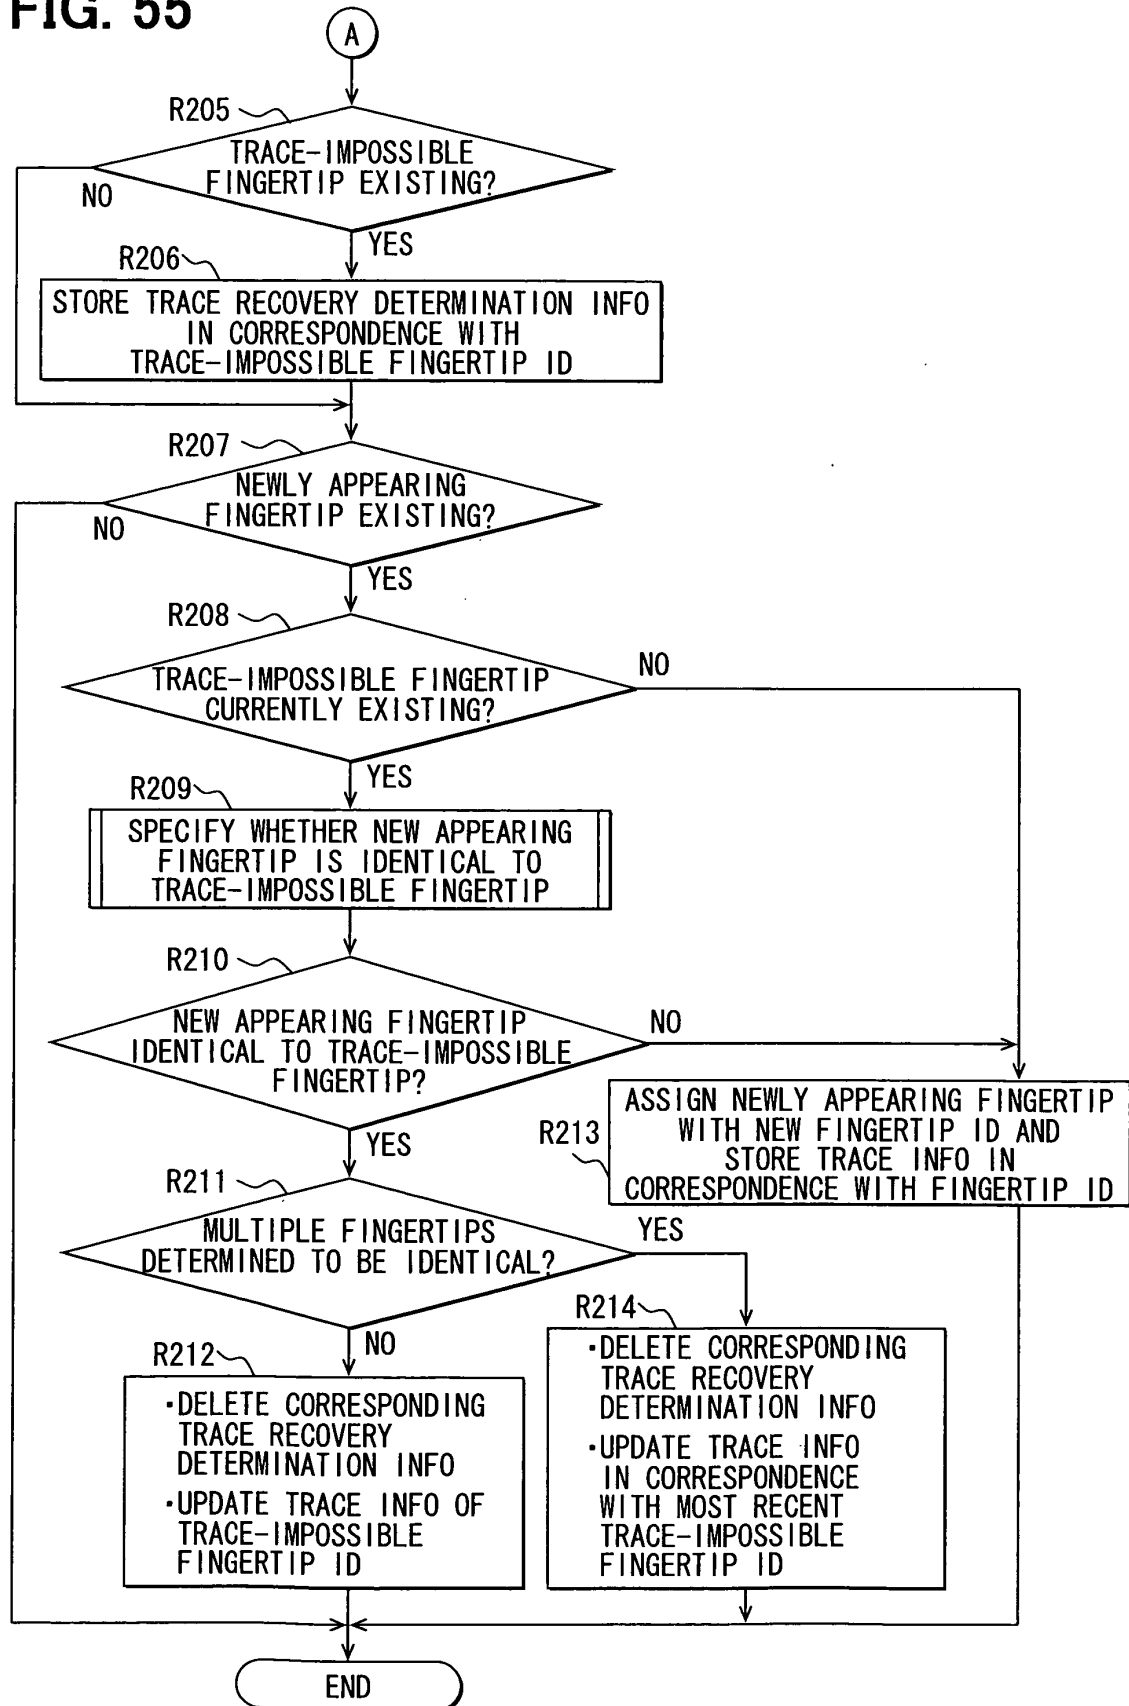 FIG. 55
A
R205
TRACE-IMPOSSIBLE
FINGERTIP EXISTING?
NO
YES
R206
STORE TRACE RECOVERY DETERMINATION INFO
IN CORRESPONDENCE WITH
TRACE-IMPOSSIBLE FINGERTIP ID
R207
NEWLY APPEARING
FINGERTIP EXISTING?
NO
YES
R208
TRACE-IMPOSSIBLE FINGERTIP
CURRENTLY EXISTING?
NO
YES
R209
SPECIFY WHETHER NEW APPEARING
FINGERTIP IS IDENTICAL TO
TRACE-IMPOSSIBLE FINGERTIP
R210
NEW APPEARING FINGERTIP
IDENTICAL TO TRACE-IMPOSSIBLE
FINGERTIP?
NO
YES
R213
ASSIGN NEWLY APPEARING FINGERTIP
WITH NEW FINGERTIP ID AND
STORE TRACE INFO IN
CORRESPONDENCE WITH FINGERTIP ID
R211
MULTIPLE FINGERTIPS
DETERMINED TO BE IDENTICAL?
YES
NO
R212
・DELETE CORRESPONDING
TRACE RECOVERY
DETERMINATION INFO
・UPDATE TRACE INFO OF
TRACE-IMPOSSIBLE
FINGERTIP ID
R214
・DELETE CORRESPONDING
TRACE RECOVERY
DETERMINATION INFO
・UPDATE TRACE INFO
IN CORRESPONDENCE
WITH MOST RECENT
TRACE-IMPOSSIBLE
FINGERTIP ID
END